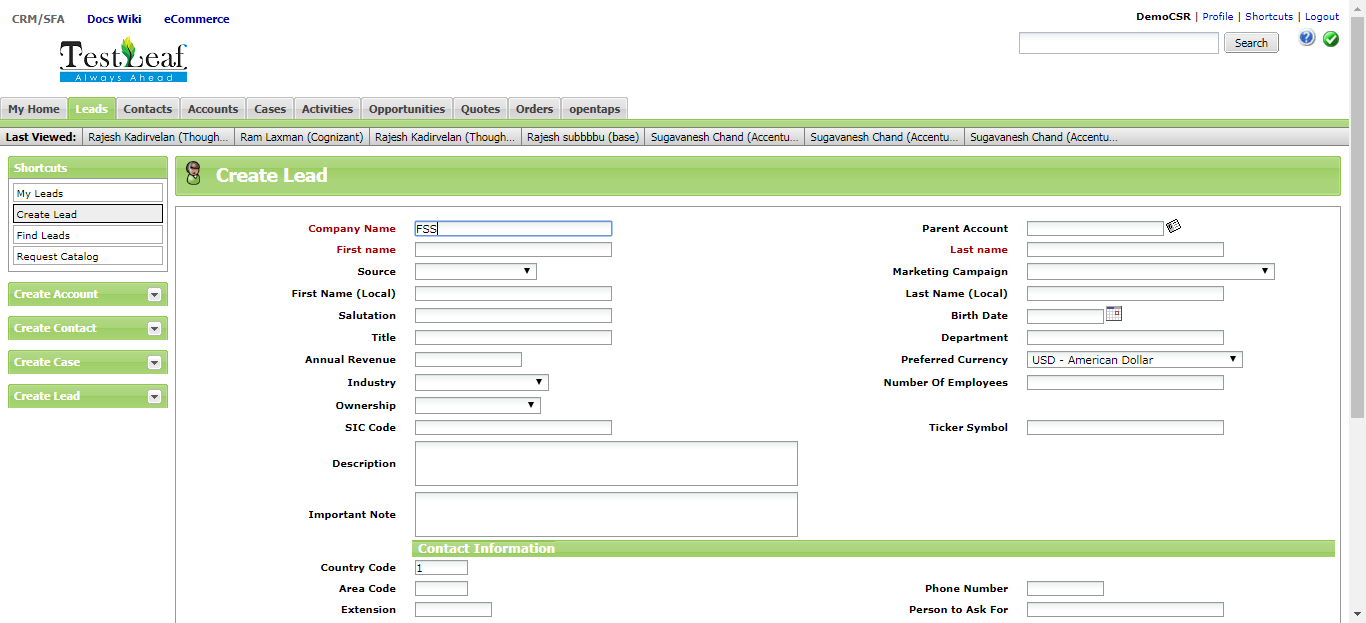 CRM/SFA Docs Wiki eCommerce
DemoCSR | Profile | Shortcuts | Logout
TestLeaf
Always Ahead
Search
My Home Leads Contacts Accounts Cases Activities Opportunities Quotes Orders opentaps
Last Viewed: Rajesh Kadirvelan (Though... Ram Laxman (Cognizant) Rajesh Kadirvelan (Though... Rajesh subbbbu (base) Sugavanesh Chand (Accentu... Sugavanesh Chand (Accentu... Sugavanesh Chand (Accentu...
Shortcuts
My Leads
Create Lead
Find Leads
Request Catalog
Create Account
Create Contact
Create Case
Create Lead
Create Lead
Company Name FSS Parent Account
First name Last name
Source Marketing Campaign
First Name (Local) Last Name (Local)
Salutation Birth Date
Title Department
Annual Revenue Preferred Currency USD - American Dollar
Industry Number Of Employees
Ownership
SIC Code Ticker Symbol
Description
Important Note
Contact Information
Country Code 1
Area Code Phone Number
Extension Person to Ask For